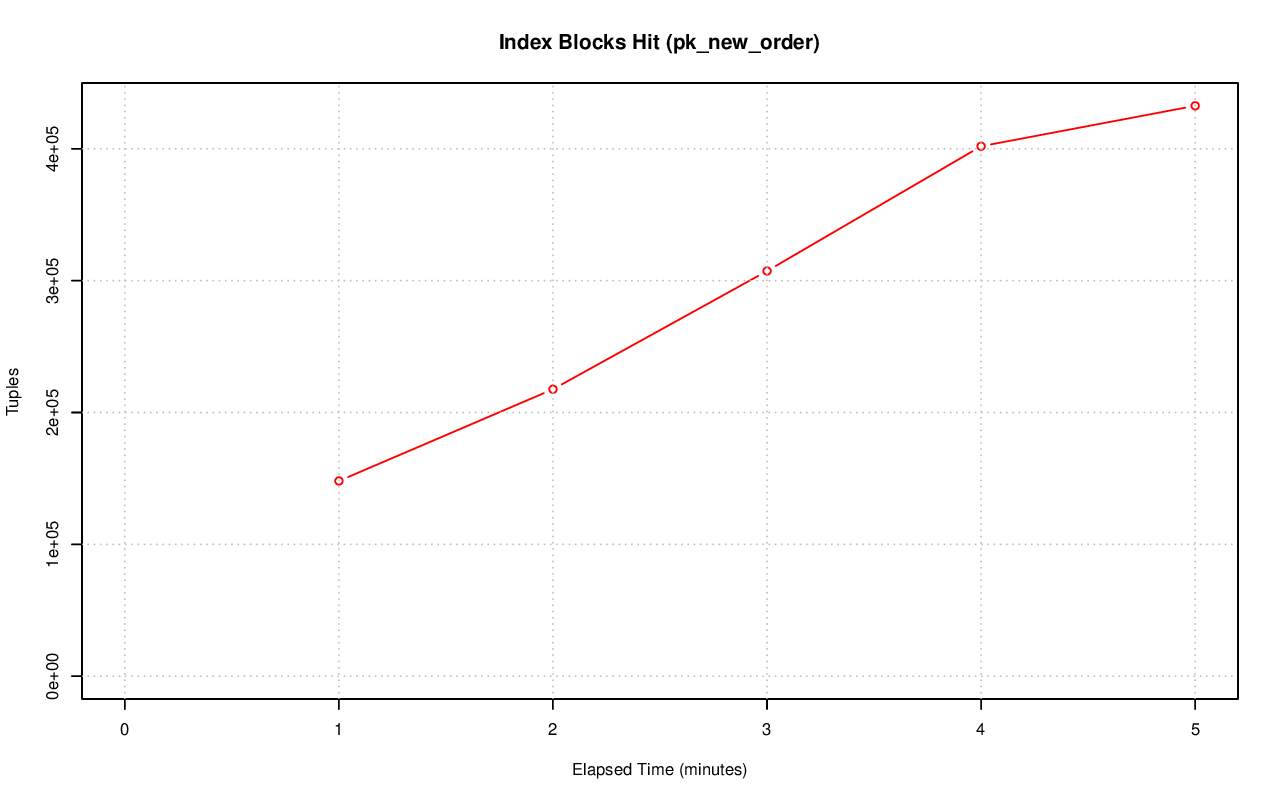 Index Blocks Hit (pk_new_order)
Tuples
4e+05
3e+05
2e+05
1e+05
0e+00
0 1 2 3 4 5
Elapsed Time (minutes)